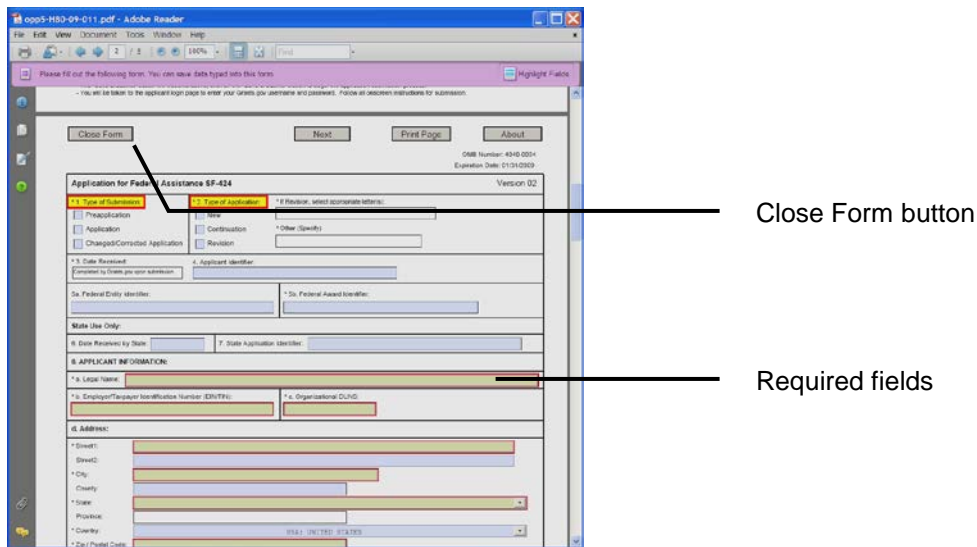 opp5-H80-09-011.pdf - Adobe Reader
File Edit View Document Tools Window Help
2 / 8 100% Find
Please fill out the following form. You can save data typed into this form.
Highlight Fields
- You will be taken to the applicant login page to enter your Grants.gov username and password. Follow all onscreen instructions for submission.
Close Form Next Print Page About
OMB Number: 4040-0004
Expiration Date: 01/31/2009
Application for Federal Assistance SF-424 Version 02
* 1. Type of Submission: * 2. Type of Application: * If Revision, select appropriate letter(s):
Preapplication New
Application Continuation * Other (Specify)
Changed/Corrected Application Revision
* 3. Date Received: 4. Applicant Identifier:
Completed by Grants.gov upon submission.
5a. Federal Entity Identifier: * 5b. Federal Award Identifier:
State Use Only:
6. Date Received by State: 7. State Application Identifier:
8. APPLICANT INFORMATION:
* a. Legal Name:
* b. Employer/Taxpayer Identification Number (EIN/TIN): * c. Organizational DUNS:
d. Address:
* Street1:
Street2:
* City:
County:
* State:
Province:
* Country: USA: UNITED STATES
* Zip / Postal Code:
Close Form button
Required fields